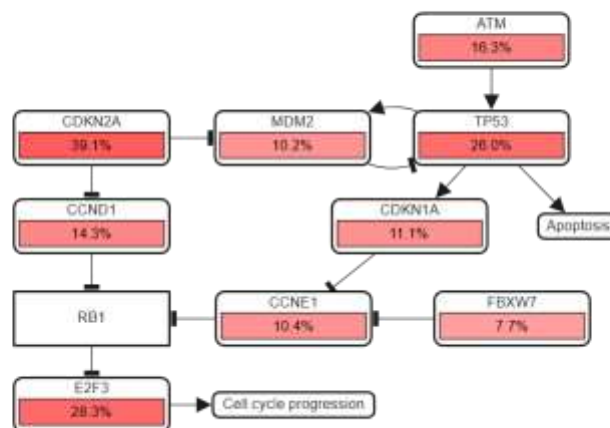 ATM
16.3%
CDKN2A
39.1%
MDM2
10.2%
TP53
26.0%
CCND1
14.3%
CDKN1A
11.1%
Apoptosis
RB1
CCNE1
10.4%
FBXW7
7.7%
E2F3
28.3%
Cell cycle progression